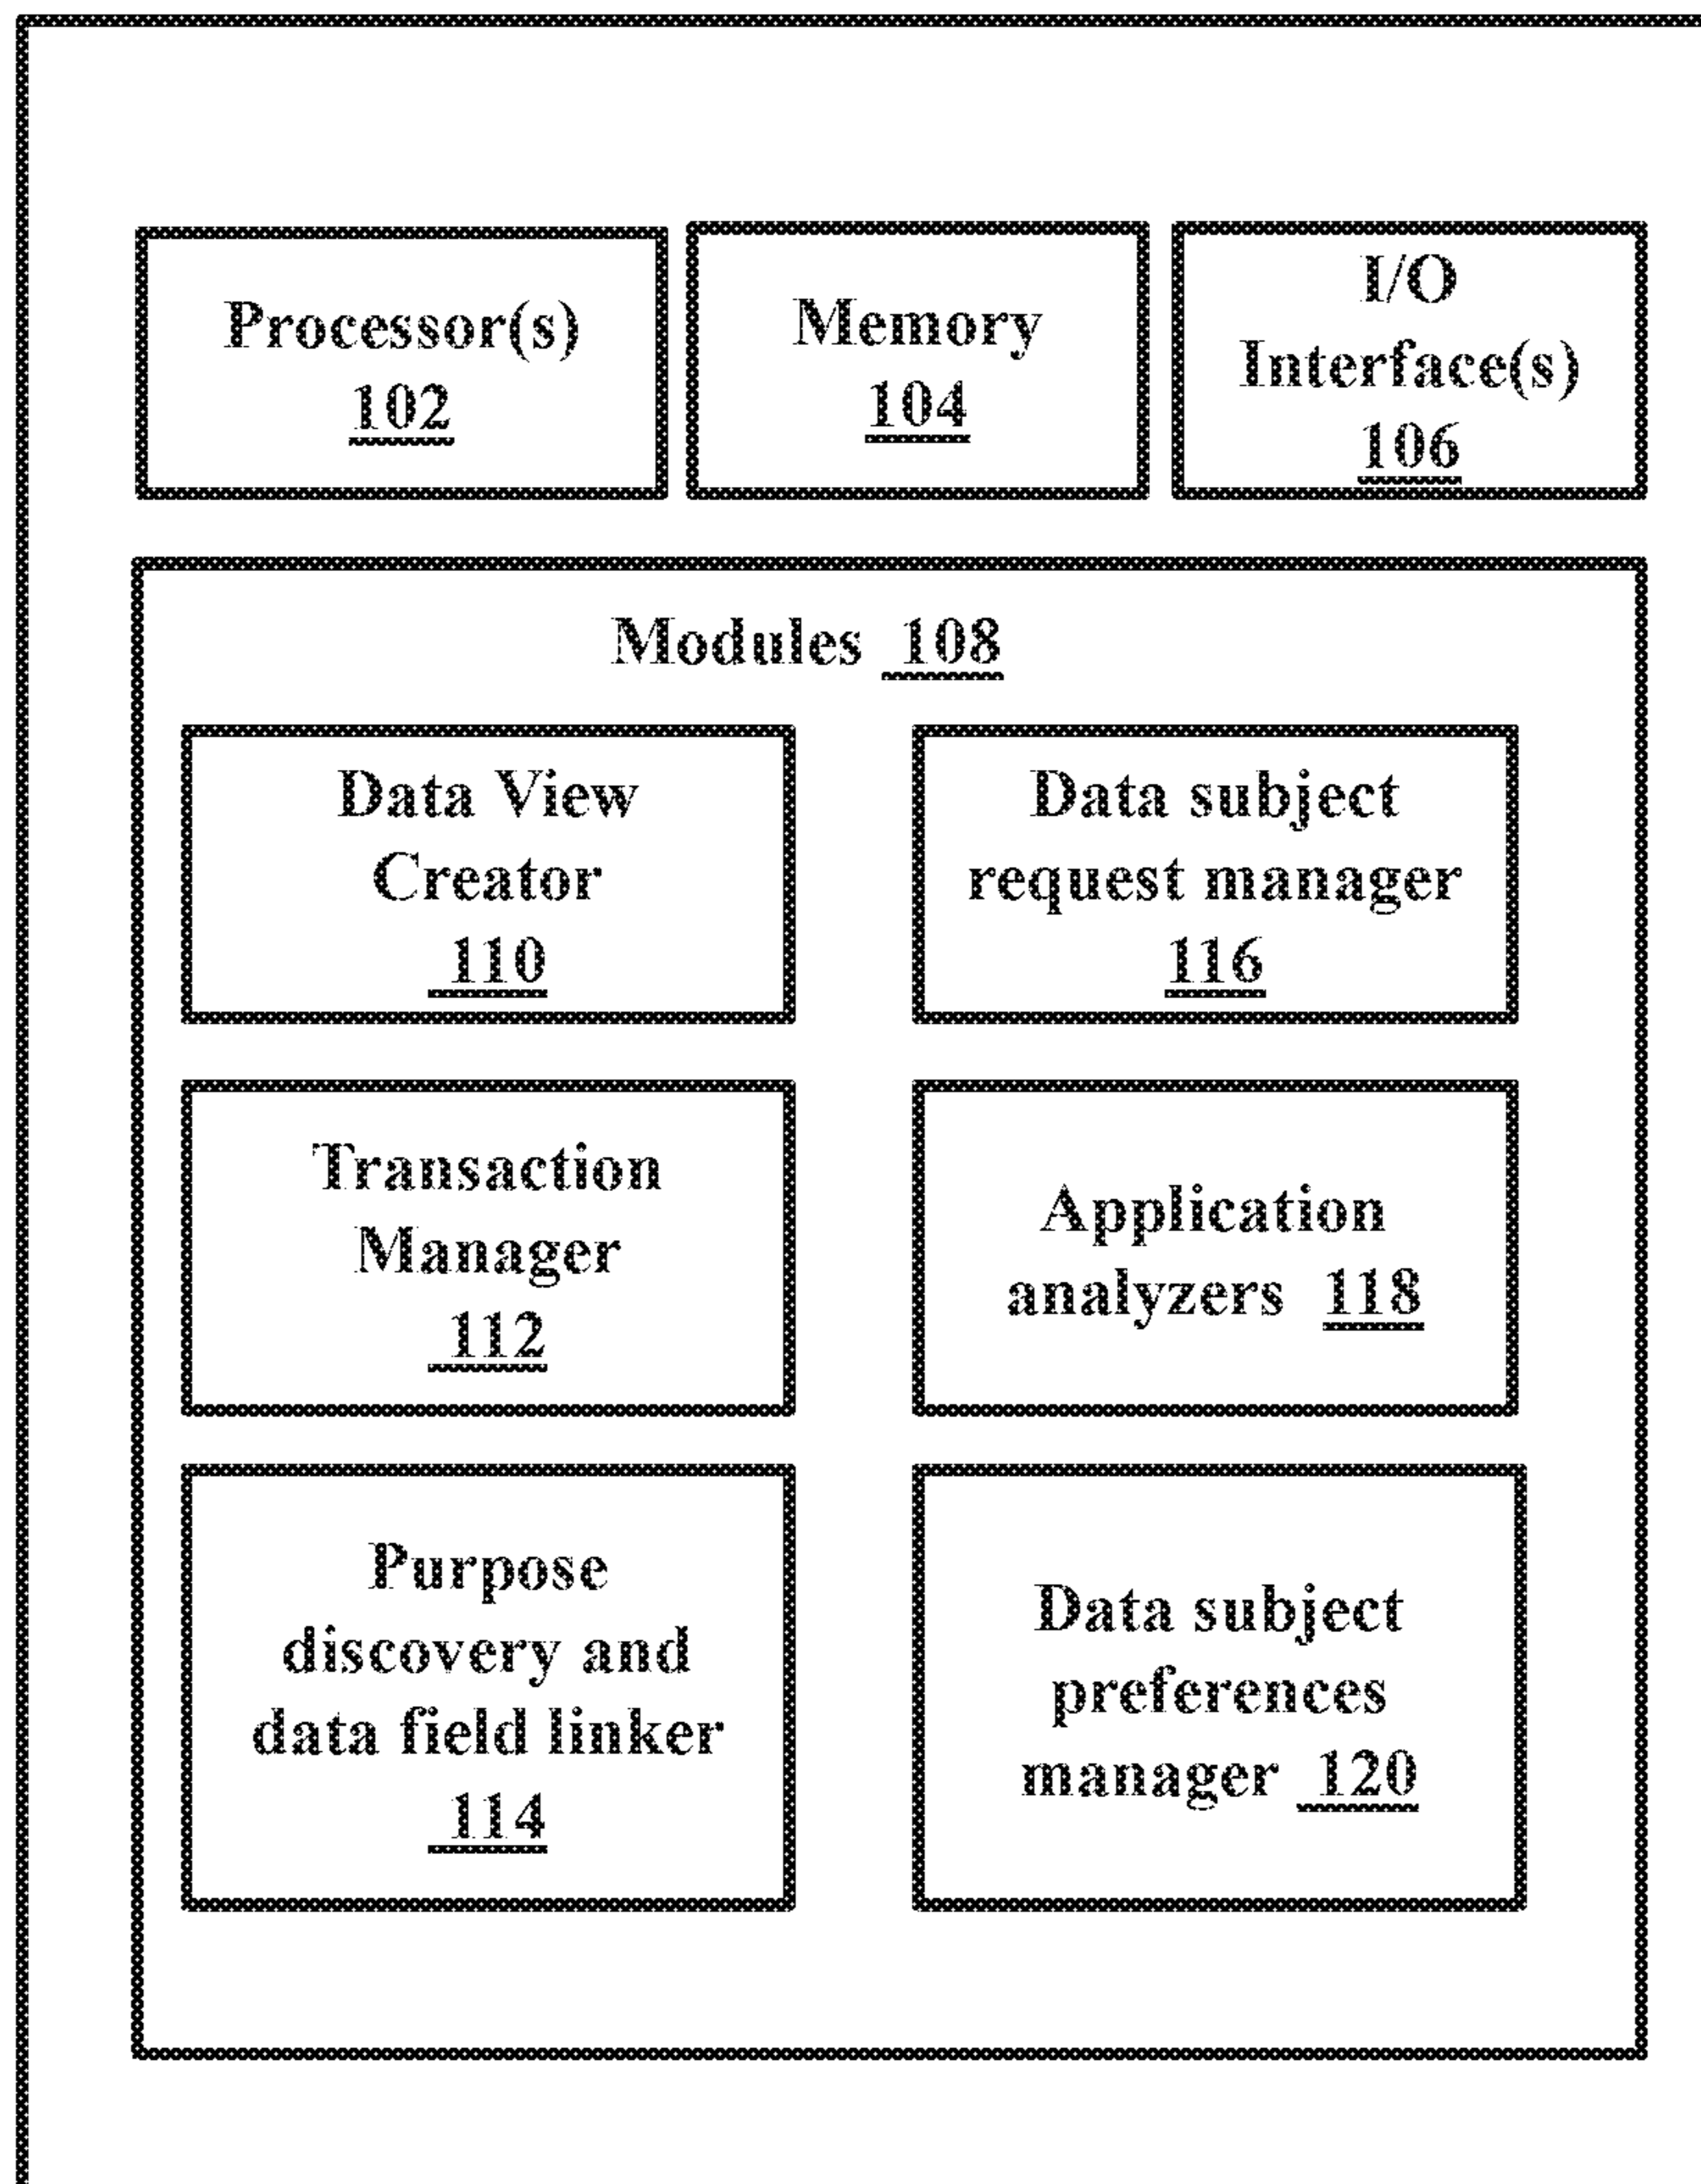 Processor(s)
102
Memory
104
I/O
Interface(s)
106
Modules 108
Data View
Creator
110
Data subject
request manager
116
Transaction
Manager
112
Application
analyzers 118
Purpose
discovery and
data field linker
114
Data subject
preferences
manager 120